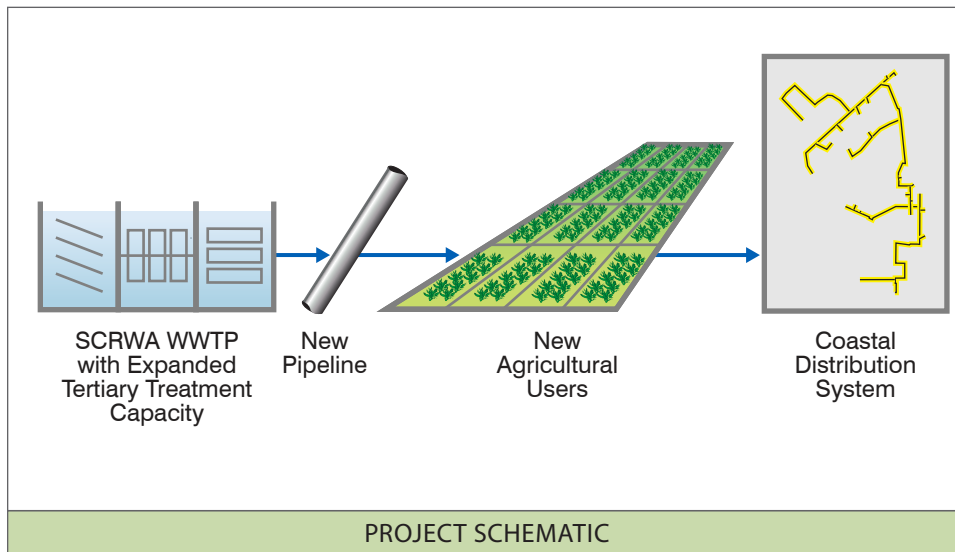 SCRWA WWTP
with Expanded
Tertiary Treatment
Capacity
New
Pipeline
New
Agricultural
Users
Coastal
Distribution
System
PROJECT SCHEMATIC